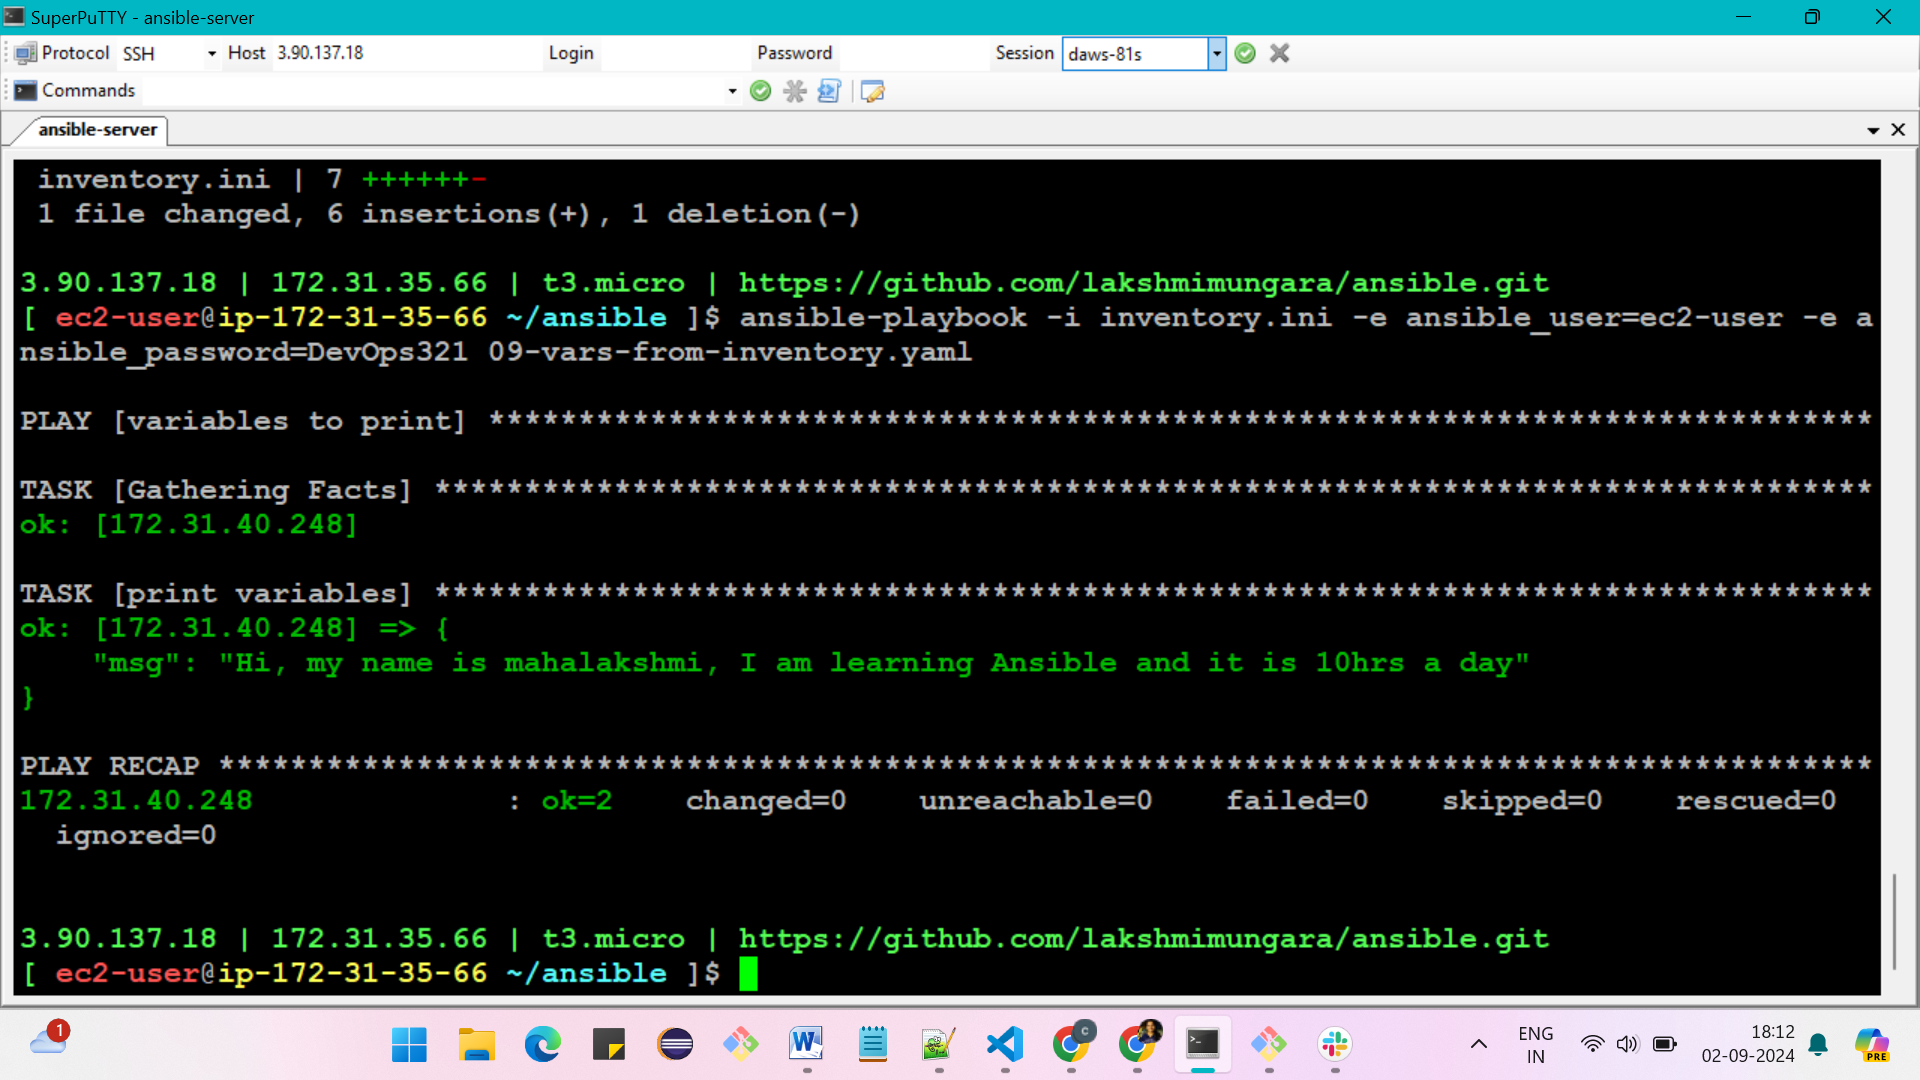 SuperPuTTY - ansible-server
Protocol SSH Host 3.90.137.18 Login Password Session daws-81s
Commands
ansible-server
inventory.ini | 7 ++++++-
1 file changed, 6 insertions(+), 1 deletion(-)
3.90.137.18 | 172.31.35.66 | t3.micro | https://github.com/lakshmimungara/ansible.git
[ ec2-user@ip-172-31-35-66 ~/ansible ]$ ansible-playbook -i inventory.ini -e ansible_user=ec2-user -e a
nsible_password=DevOps321 09-vars-from-inventory.yaml
PLAY [variables to print] *****************************************************************************
TASK [Gathering Facts] ********************************************************************************
ok: [172.31.40.248]
TASK [print variables] ********************************************************************************
ok: [172.31.40.248] => {
"msg": "Hi, my name is mahalakshmi, I am learning Ansible and it is 10hrs a day"
}
PLAY RECAP ********************************************************************************************
172.31.40.248 : ok=2 changed=0 unreachable=0 failed=0 skipped=0 rescued=0
ignored=0
3.90.137.18 | 172.31.35.66 | t3.micro | https://github.com/lakshmimungara/ansible.git
[ ec2-user@ip-172-31-35-66 ~/ansible ]$
1
W
C
ENG
IN
18:12
02-09-2024
PRE